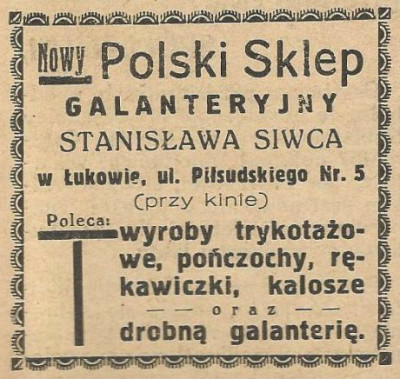 Nowy Polski Sklep
GALANTERYJNY
STANISŁAWA SIWCA
w Łukowie, ul. Piłsudskiego Nr. 5
(przy kinie)
Poleca:
wyroby trykotażo-
we, pończochy, rę-
kawiczki, kalosze
— oraz —
drobną galanterię.